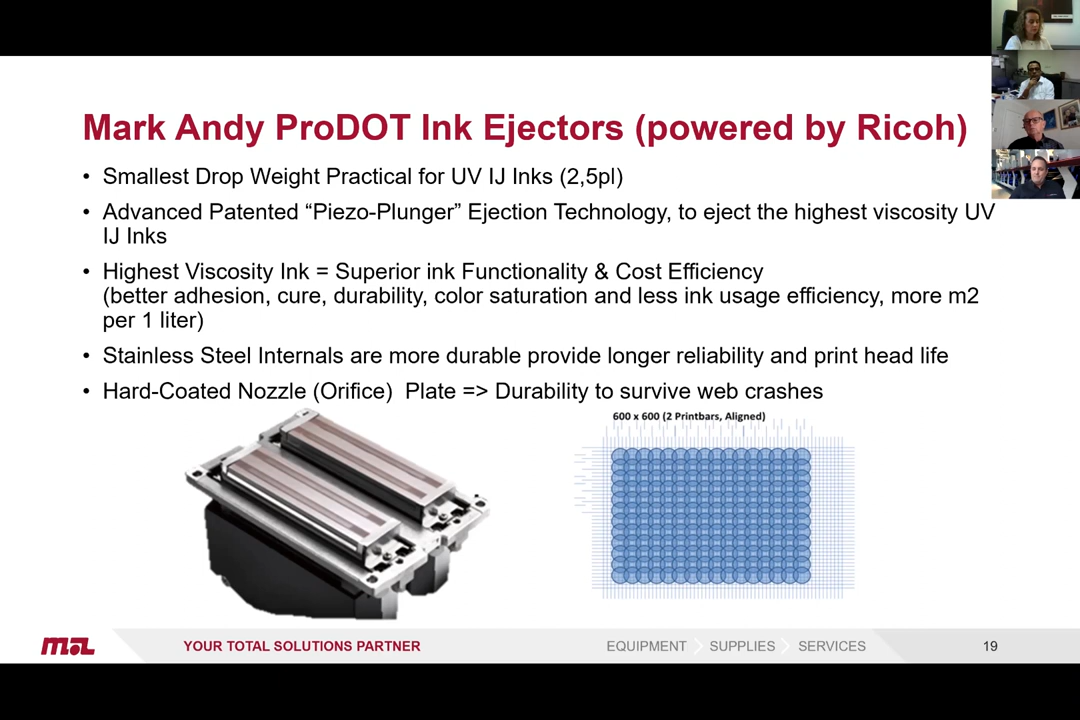 Mark Andy ProDOT Ink Ejectors (powered by Ricoh)
• Smallest Drop Weight Practical for UV IJ Inks (2,5pl)
• Advanced Patented “Piezo-Plunger” Ejection Technology, to eject the highest viscosity UV
IJ Inks
• Highest Viscosity Ink = Superior ink Functionality & Cost Efficiency
(better adhesion, cure, durability, color saturation and less ink usage efficiency, more m2
per 1 liter)
• Stainless Steel Internals are more durable provide longer reliability and print head life
• Hard-Coated Nozzle (Orifice)  Plate => Durability to survive web crashes
600 x 600 (2 Printbars, Aligned)
YOUR TOTAL SOLUTIONS PARTNER
EQUIPMENT SUPPLIES SERVICES
19